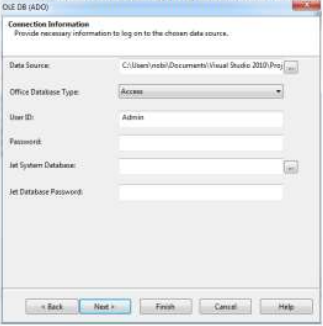 OLE DB (ADO)
Connection Information
Provide necessary information to log on to the chosen data source.
Data Source: C:\Users\nobi\Documents\Visual Studio 2010\Proj ...
Office Database Type: Access
User ID: Admin
Password:
Jet System Database: ...
Jet Database Password:
< Back Next > Finish Cancel Help